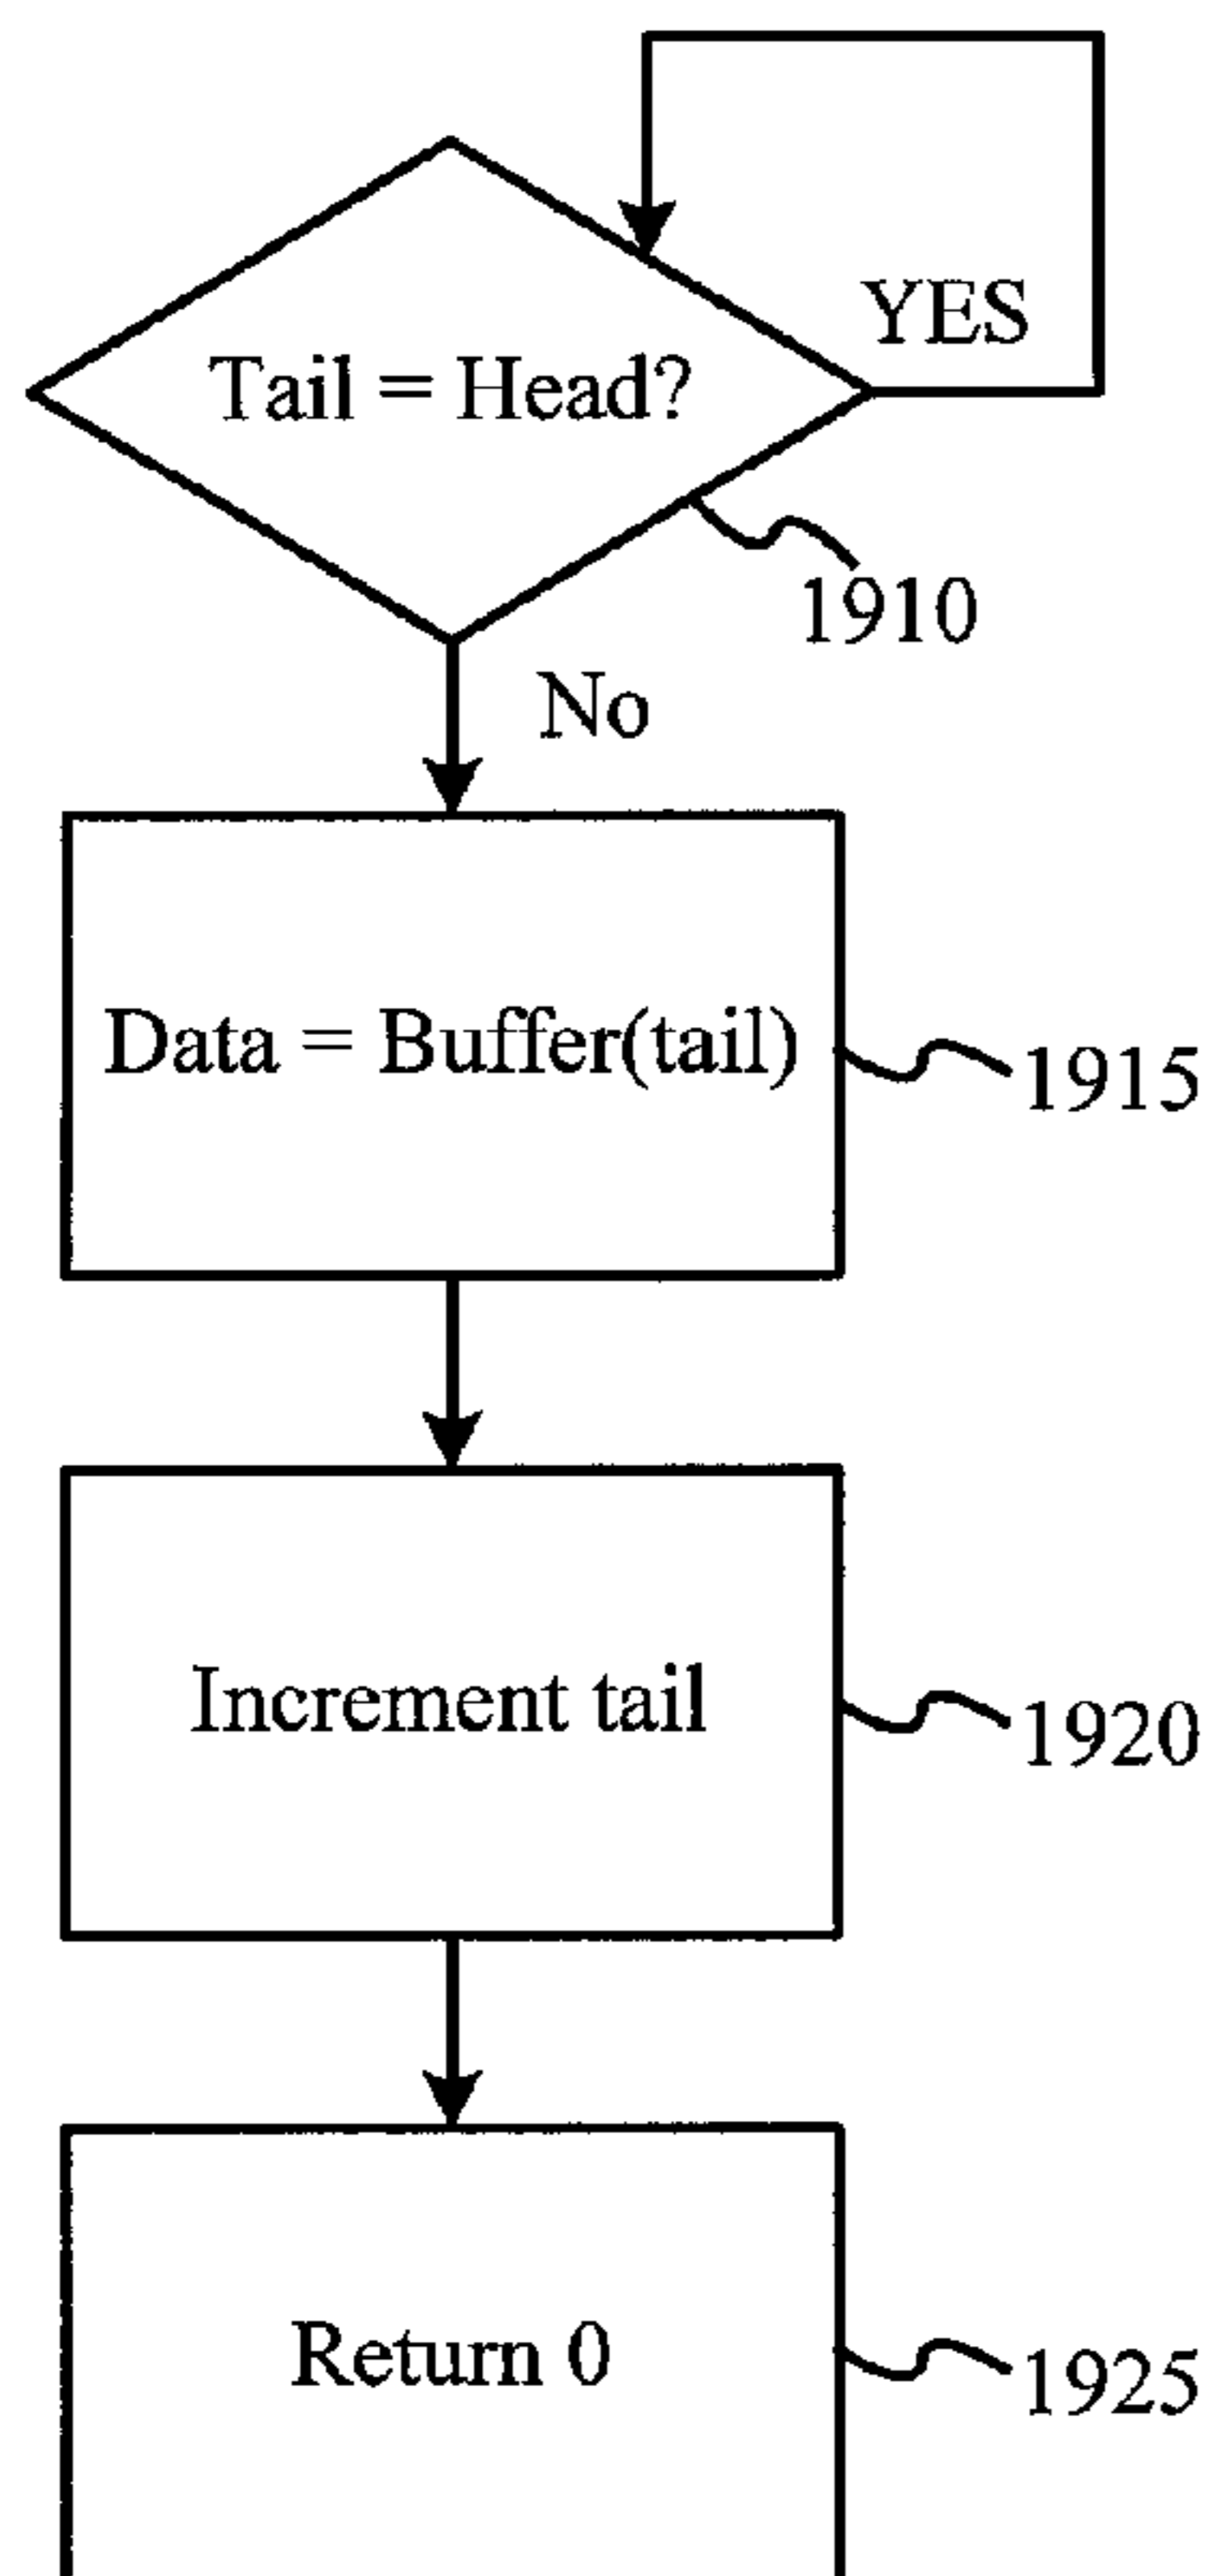 Tail = Head?
YES
1910
No
Data = Buffer(tail)
1915
Increment tail
1920
Return 0
1925